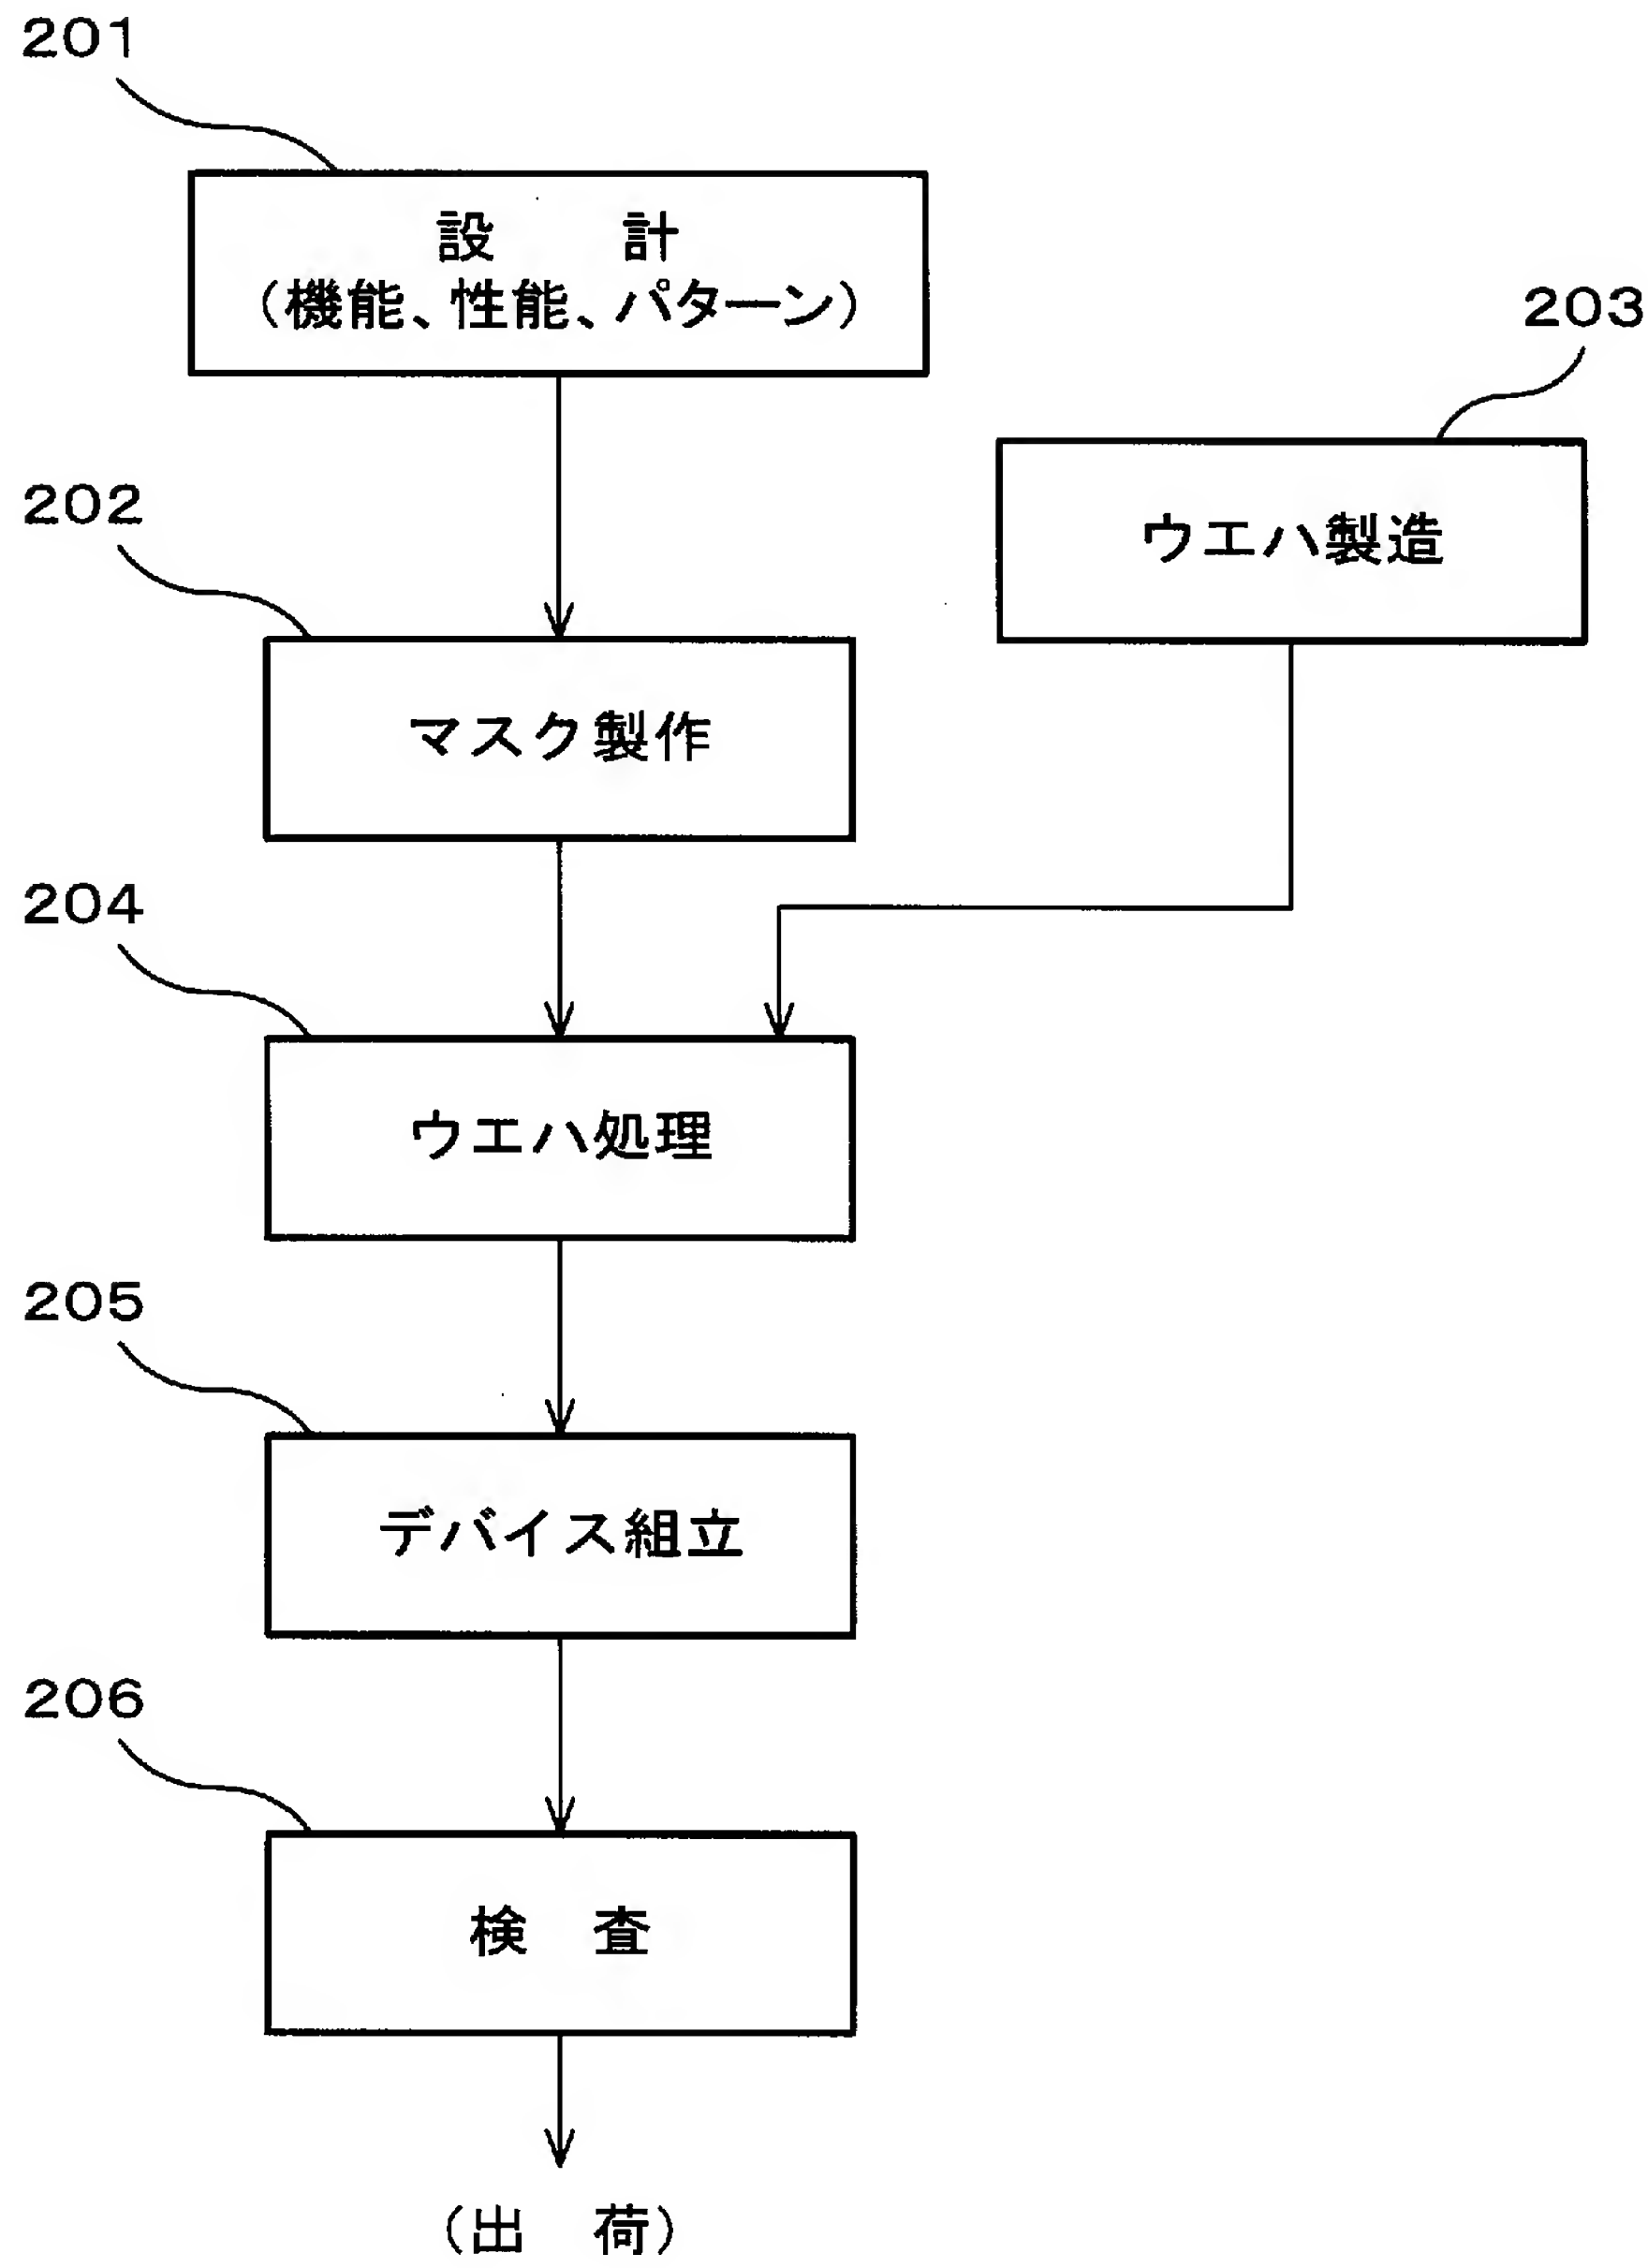 201
設 計
(機能、性能、パターン)
203
ウエハ製造
202
マスク製作
204
ウエハ処理
205
デバイス組立
206
検 査
(出 荷)